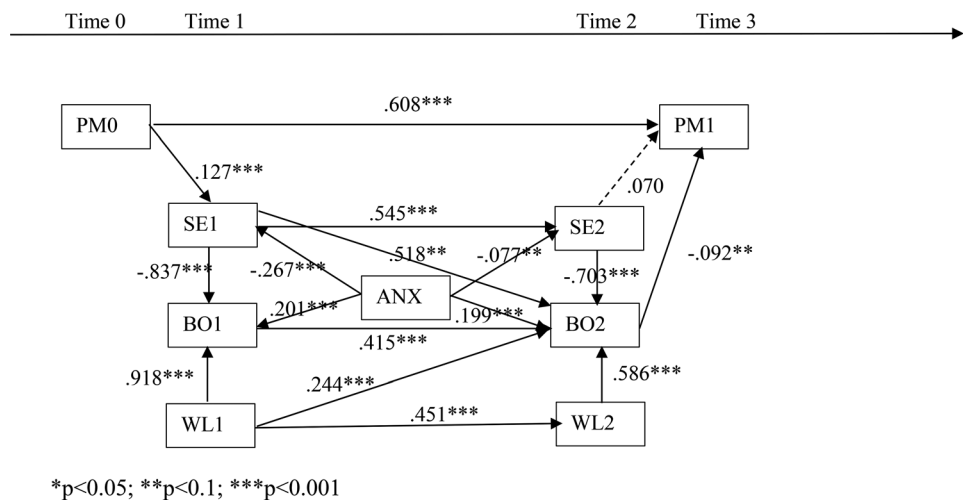 Time 0 Time 1 Time 2 Time 3
.608***
PM0 PM1
.127*** .070
SE1 .545*** SE2
.518** -.077** -.092**
-.837*** -.267*** -.703***
ANX
.201*** .199***
BO1 BO2
.415***
.918*** .244*** .586***
.451***
WL1 WL2
*p<0.05; **p<0.1; ***p<0.001